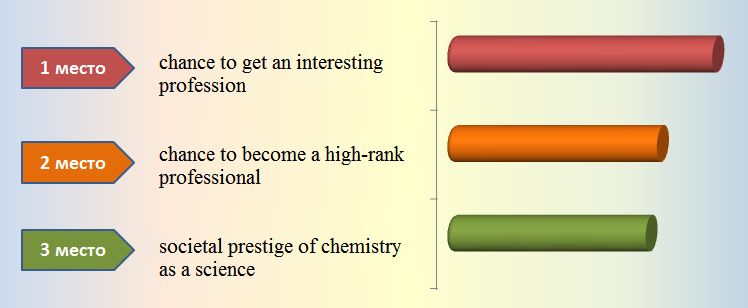 1 место
chance to get an interesting
profession
2 место
chance to become a high-rank
professional
3 место
societal prestige of chemistry
as a science